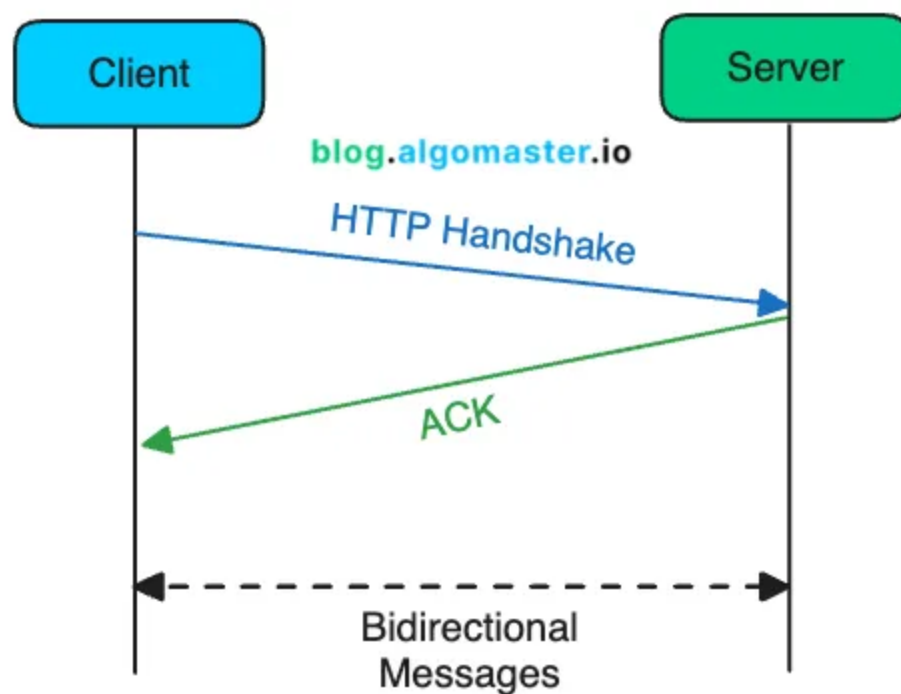 Client
Server
blog.algomaster.io
HTTP Handshake
ACK
Bidirectional
Messages